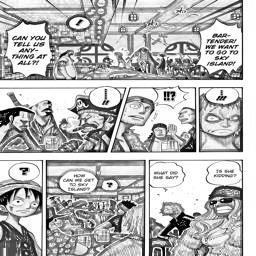 BAR-
TENDER!
WE WANT
TO GO TO
SKY
ISLAND!
CAN YOU
TELL US
ANY-
THING AT
ALL?!
!!
!!?
...
IS SHE
KIDDING?
WHAT DID
SHE SAY?
HOW
CAN WE GET
TO SKY
ISLAND?
?